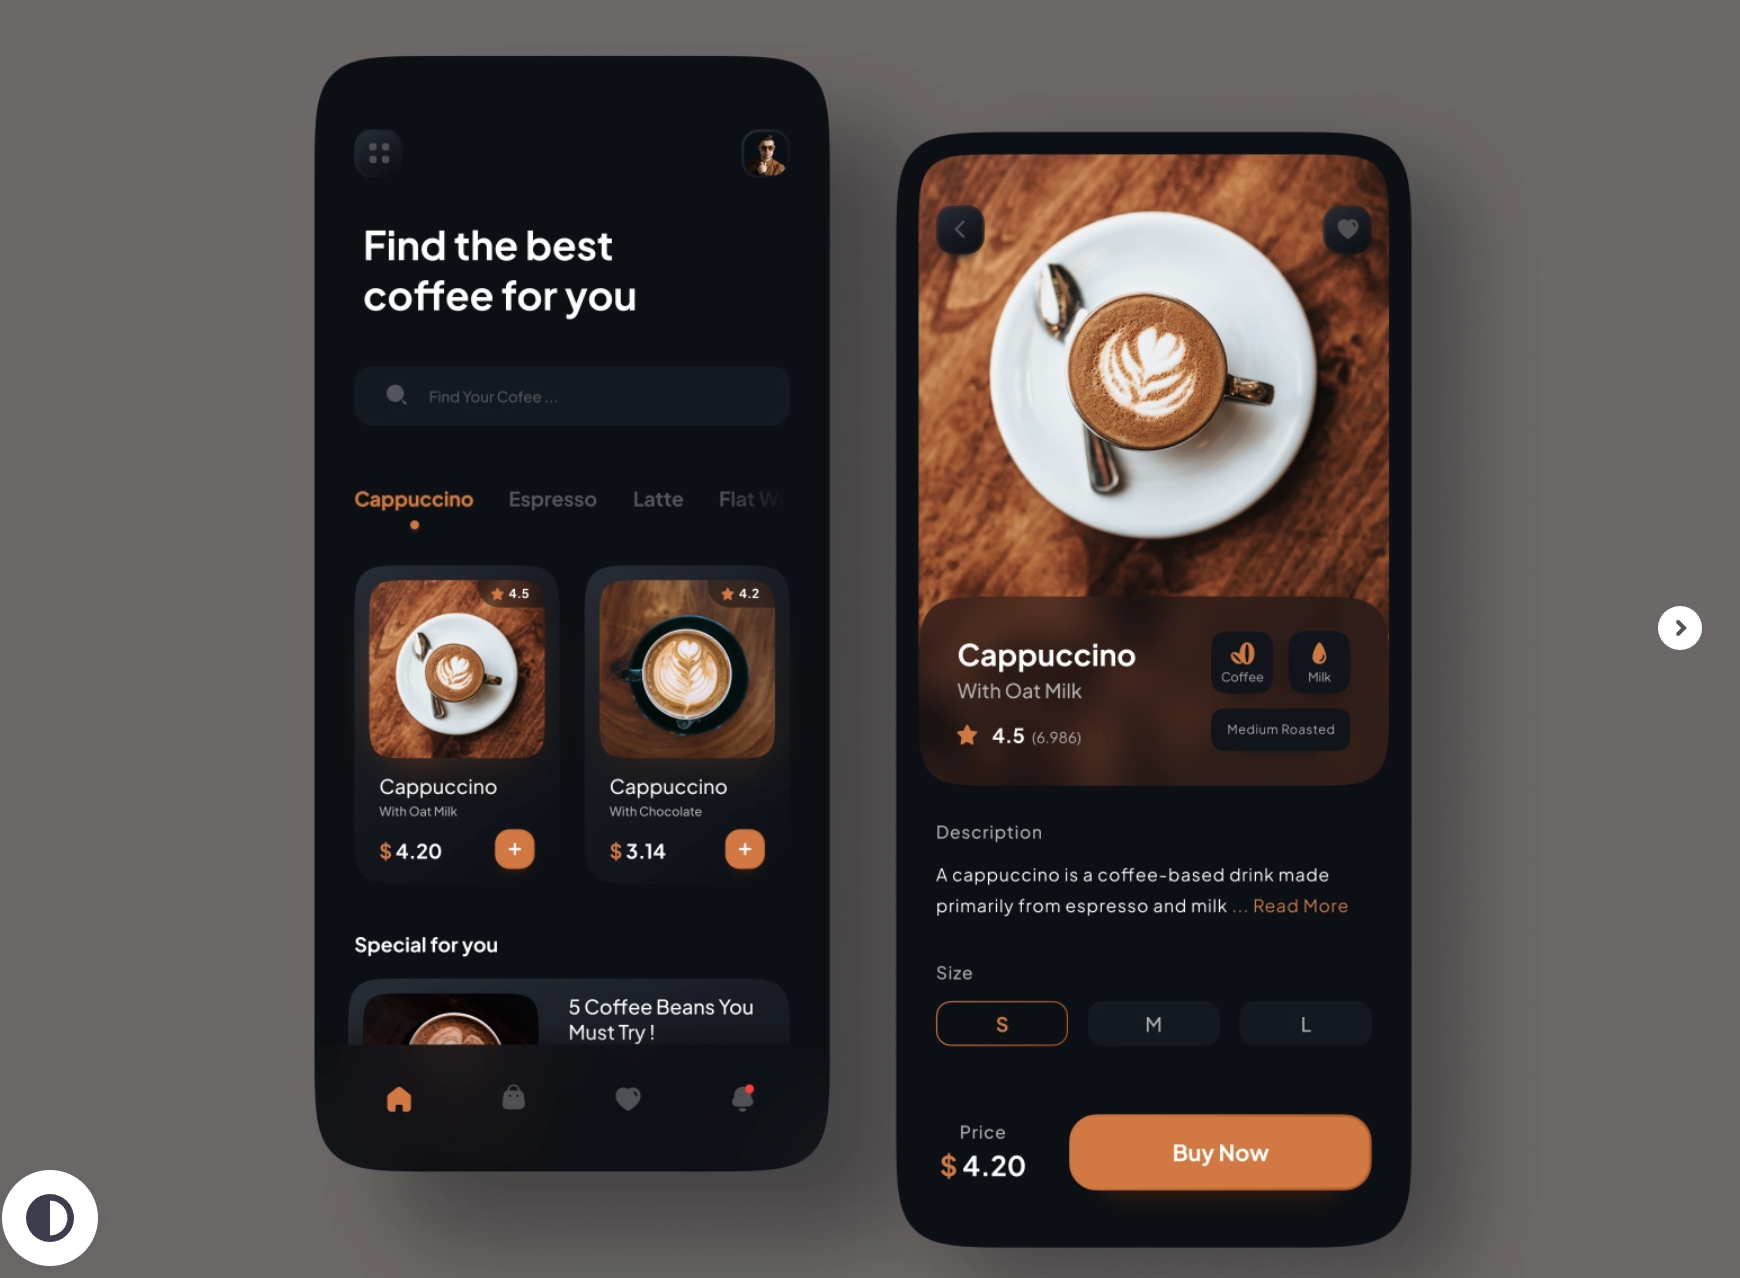 Find the best
coffee for you
Find Your Cofee ...
Cappuccino Espresso Latte Flat
4.5
4.2
Cappuccino
With Oat Milk
$ 4.20
+
Cappuccino
With Chocolate
$ 3.14
+
Special for you
5 Coffee Beans You
Must Try !
Cappuccino
With Oat Milk
4.5 (6.986)
Coffee
Milk
Medium Roasted
Description
A cappuccino is a coffee-based drink made
primarily from espresso and milk ... Read More
Size
S M L
Price
$ 4.20
Buy Now